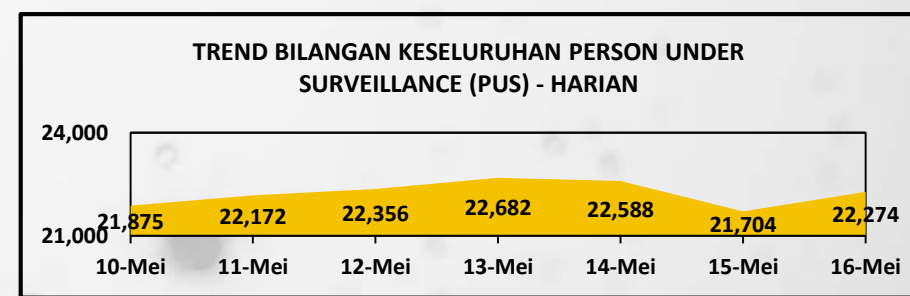 TREND BILANGAN KESELURUHAN PERSON UNDER
SURVEILLANCE (PUS) - HARIAN
24,000
21,000
21,875 22,172 22,356 22,682 22,588 21,704 22,274
10-Mei 11-Mei 12-Mei 13-Mei 14-Mei 15-Mei 16-Mei